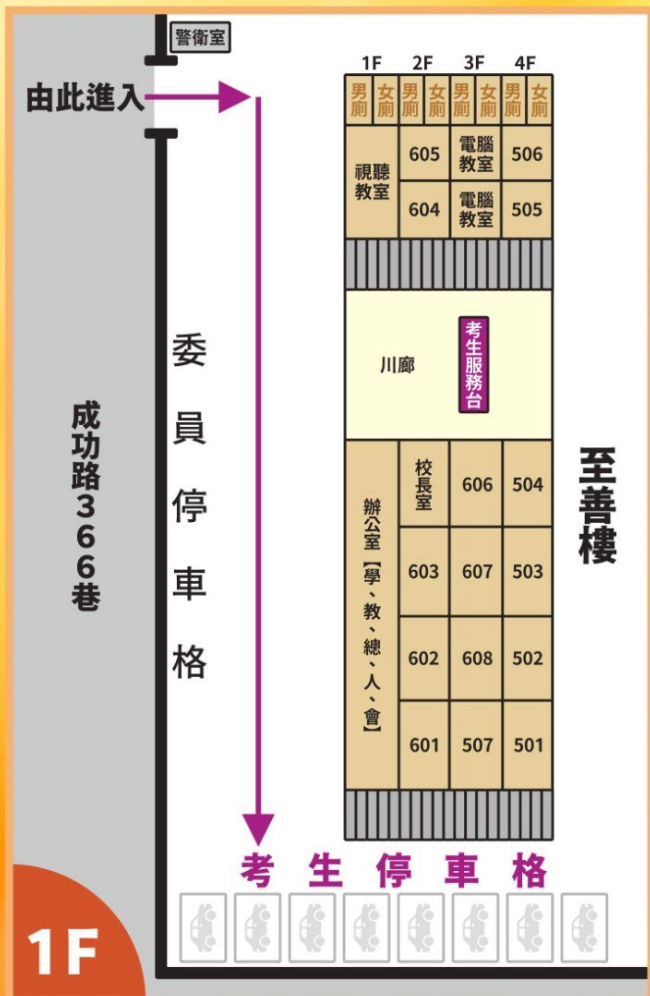 警衛室
由此進入
1F 2F 3F 4F
男廁 女廁 男廁 女廁 男廁 女廁 男廁 女廁
視聽教室 605 電腦教室 506
604 電腦教室 505
川廊
考生服務台
委員停車格
成功路366巷
至善樓
辦公室【學、教、總、人、會】
校長室 606 504
603 607 503
602 608 502
601 507 501
考生停車格
1F